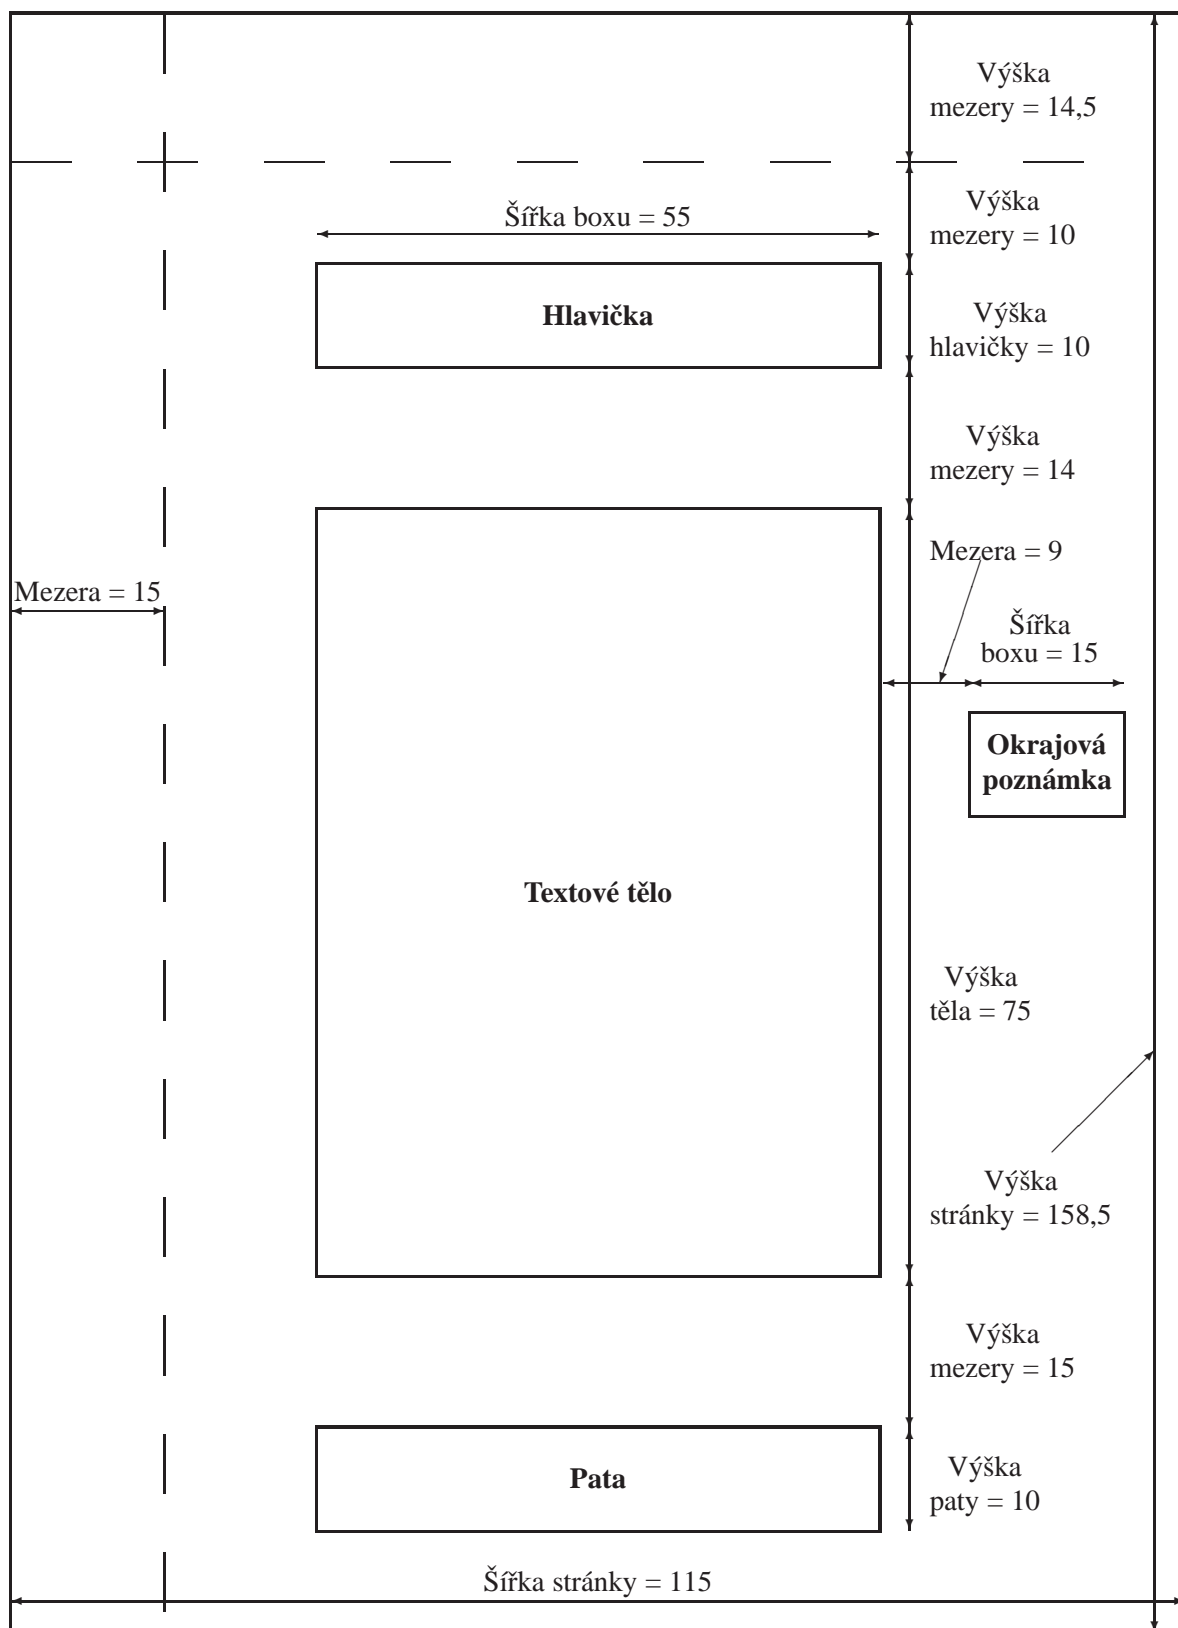 Výška
mezery = 14,5
Šířka boxu = 55
Výška
mezery = 10
Hlavička
Výška
hlavičky = 10
Výška
mezery = 14
Mezera = 9
Mezera = 15
Šířka
boxu = 15
Okrajová
poznámka
Textové tělo
Výška
těla = 75
Výška
stránky = 158,5
Výška
mezery = 15
Pata
Výška
paty = 10
Šířka stránky = 115